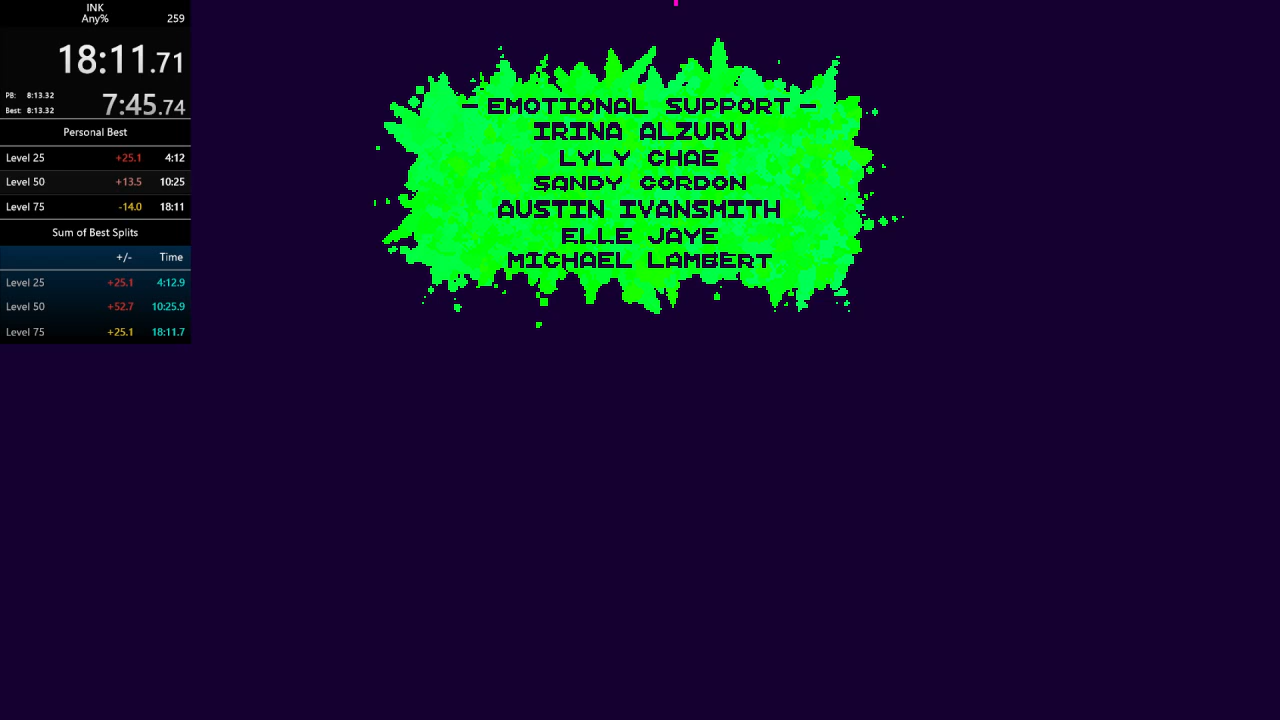 INK
Any%
259
18:11.71
PB: 8:13.32
Best: 8:13.32
7:45.74
Personal Best
Level 25 +25.1 4:12
Level 50 +13.5 10:25
Level 75 -14.0 18:11
Sum of Best Splits
+/- Time
Level 25 +25.1 4:12.9
Level 50 +52.7 10:25.9
Level 75 +25.1 18:11.7
- EMOTIONAL SUPPORT -
IRINA ALZURU
LYLY CHAE
SANDY GORDON
AUSTIN IVANSMITH
ELLE JAYE
MICHAEL LAMBERT